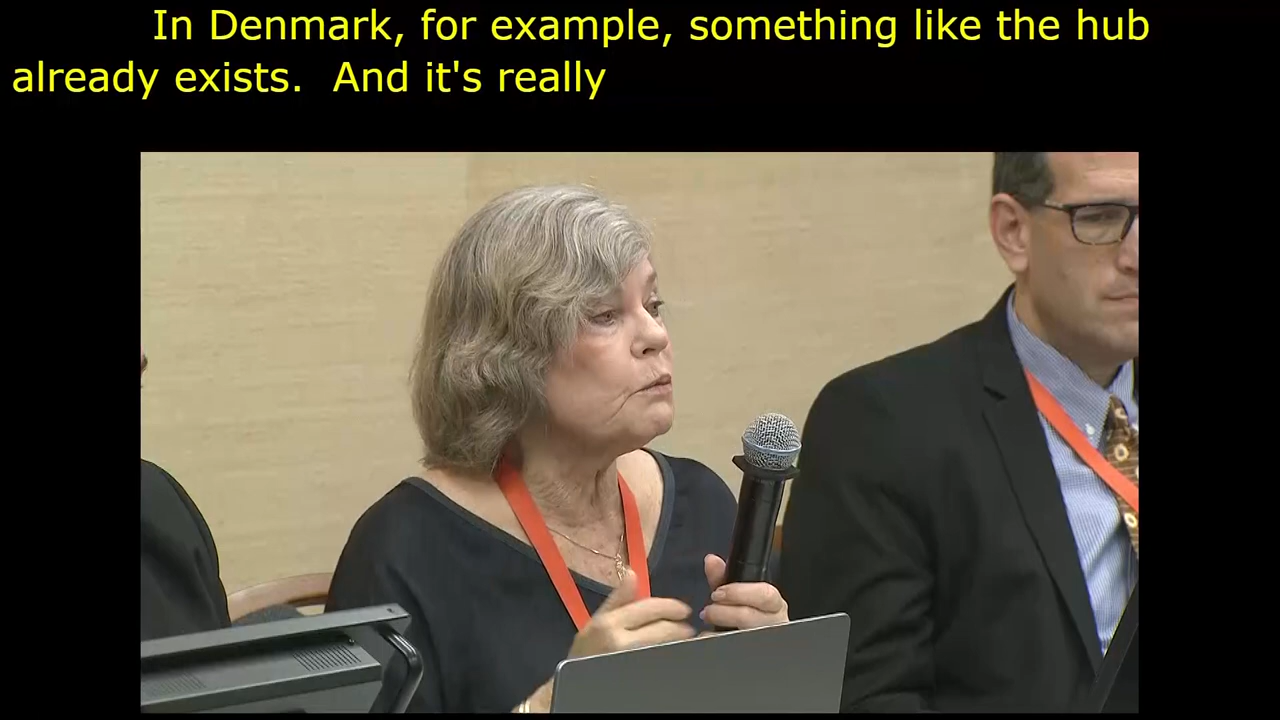 In Denmark, for example, something like the hub
already exists.  And it's really